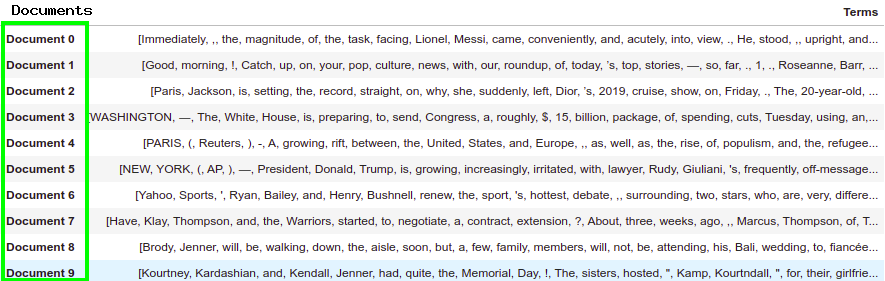 Documents Terms
Document 0 [Immediately, ,, the, magnitude, of, the, task, facing, Lionel, Messi, came, conveniently, and, acutely, into, view, ., He, stood, ,, upright, and...
Document 1 [Good, morning, !, Catch, up, on, your, pop, culture, news, with, our, roundup, of, today, 's, top, stories, —, so, far, ., 1, ., Roseanne, Barr, ...
Document 2 [Paris, Jackson, is, setting, the, record, straight, on, why, she, suddenly, left, Dior, 's, 2019, cruise, show, on, Friday, ., The, 20-year-old, ...
Document 3 [WASHINGTON, —, The, White, House, is, preparing, to, send, Congress, a, roughly, $, 15, billion, package, of, spending, cuts, Tuesday, using, an,...
Document 4 [PARIS, (, Reuters, ), -, A, growing, rift, between, the, United, States, and, Europe, ,, as, well, as, the, rise, of, populism, and, the, refugee...
Document 5 [NEW, YORK, (, AP, ), —, President, Donald, Trump, is, growing, increasingly, irritated, with, lawyer, Rudy, Giuliani, 's, frequently, off-message...
Document 6 [Yahoo, Sports, ', Ryan, Bailey, and, Henry, Bushnell, renew, the, sport, 's, hottest, debate, ,, surrounding, two, stars, who, are, very, differe...
Document 7 [Have, Klay, Thompson, and, the, Warriors, started, to, negotiate, a, contract, extension, ?, About, three, weeks, ago, ,, Marcus, Thompson, of, T...
Document 8 [Brody, Jenner, will, be, walking, down, the, aisle, soon, but, a, few, family, members, will, not, be, attending, his, Bali, wedding, to, fiancée...
Document 9 [Kourtney, Kardashian, and, Kendall, Jenner, had, quite, the, Memorial, Day, !, The, sisters, hosted, ", Kamp, Kourtndall, ", for, their, girlfrie...